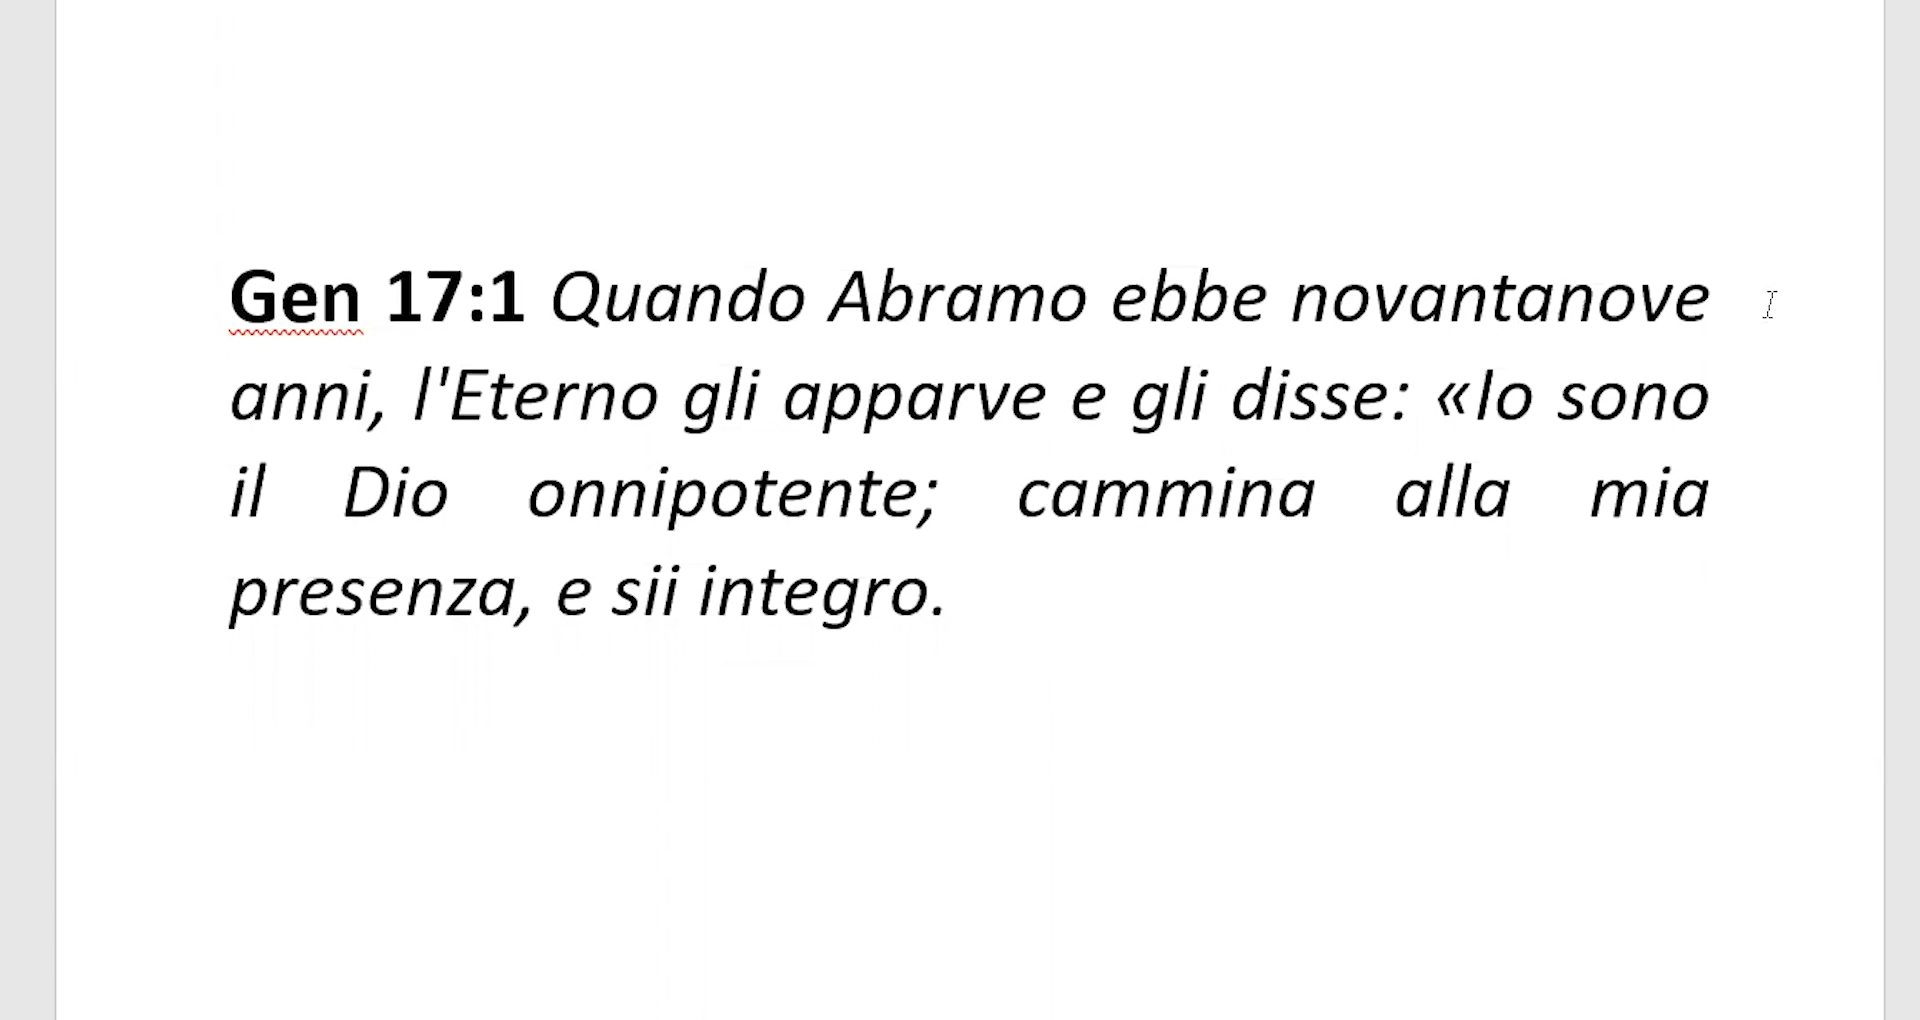 Gen 17:1 Quando Abramo ebbe novantanove
anni, l'Eterno gli apparve e gli disse: «Io sono
il Dio onnipotente; cammina alla mia
presenza, e sii integro.